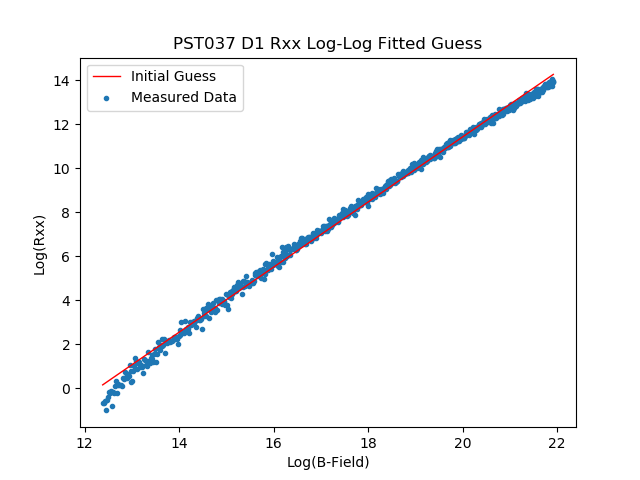 PST037 D1 Rxx Log-Log Fitted Guess
Initial Guess
Measured Data
Log(Rxx)
14
12
10
8
6
4
2
0
12 14 16 18 20 22
Log(B-Field)